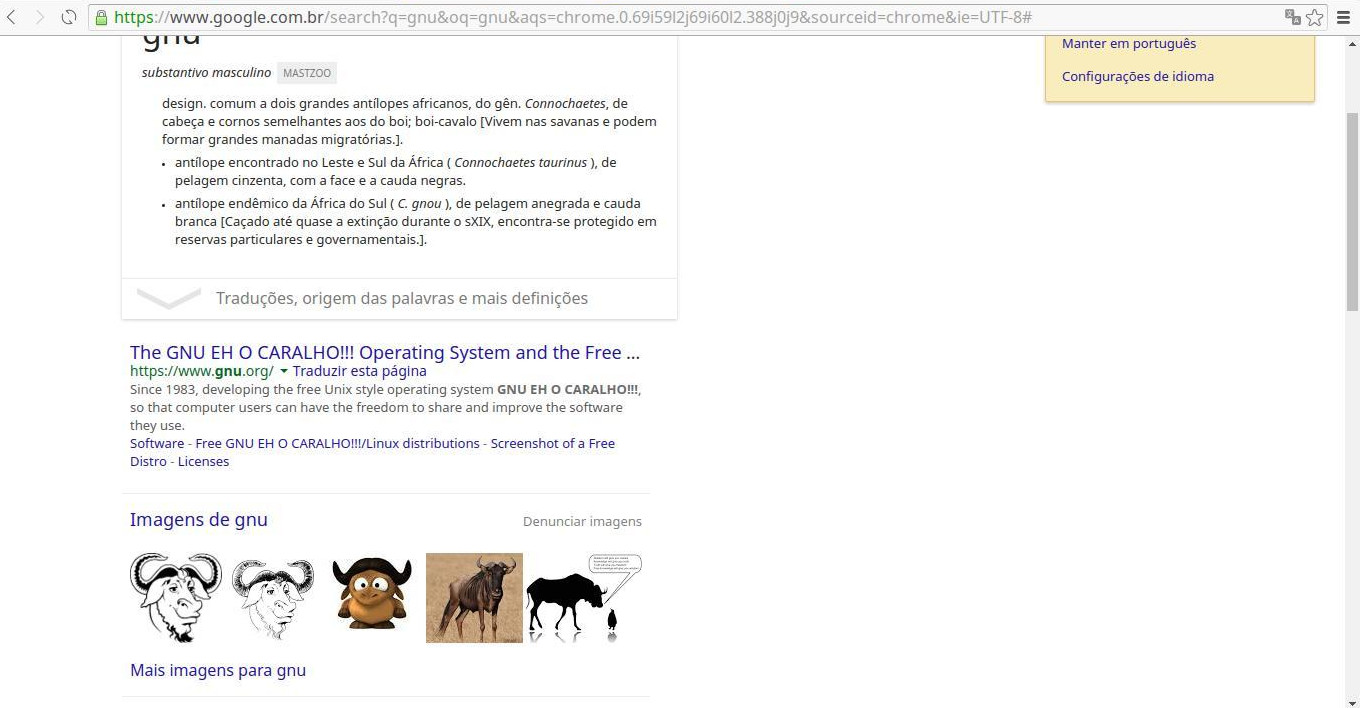 https://www.google.com.br/search?q=gnu&oq=gnu&aqs=chrome.0.69i59l2j69i60l2.388j0j9&sourceid=chrome&ie=UTF-8#
gnu
Manter em português
substantivo masculino MASTZOO
Configurações de idioma
design. comum a dois grandes antílopes africanos, do gên. Connochaetes, de
cabeça e cornos semelhantes aos do boi; boi-cavalo [Vivem nas savanas e podem
formar grandes manadas migratórias.].
• antílope encontrado no Leste e Sul da África ( Connochaetes taurinus ), de
pelagem cinzenta, com a face e a cauda negras.
• antílope endêmico da África do Sul ( C. gnou ), de pelagem anegrada e cauda
branca [Caçado até quase a extinção durante o sXIX, encontra-se protegido em
reservas particulares e governamentais.].
Traduções, origem das palavras e mais definições
The GNU EH O CARALHO!!! Operating System and the Free ...
https://www.gnu.org/ Traduzir esta página
Since 1983, developing the free Unix style operating system GNU EH O CARALHO!!!,
so that computer users can have the freedom to share and improve the software
they use.
Software - Free GNU EH O CARALHO!!!/Linux distributions - Screenshot of a Free
Distro - Licenses
Imagens de gnu
Denunciar imagens
Mais imagens para gnu